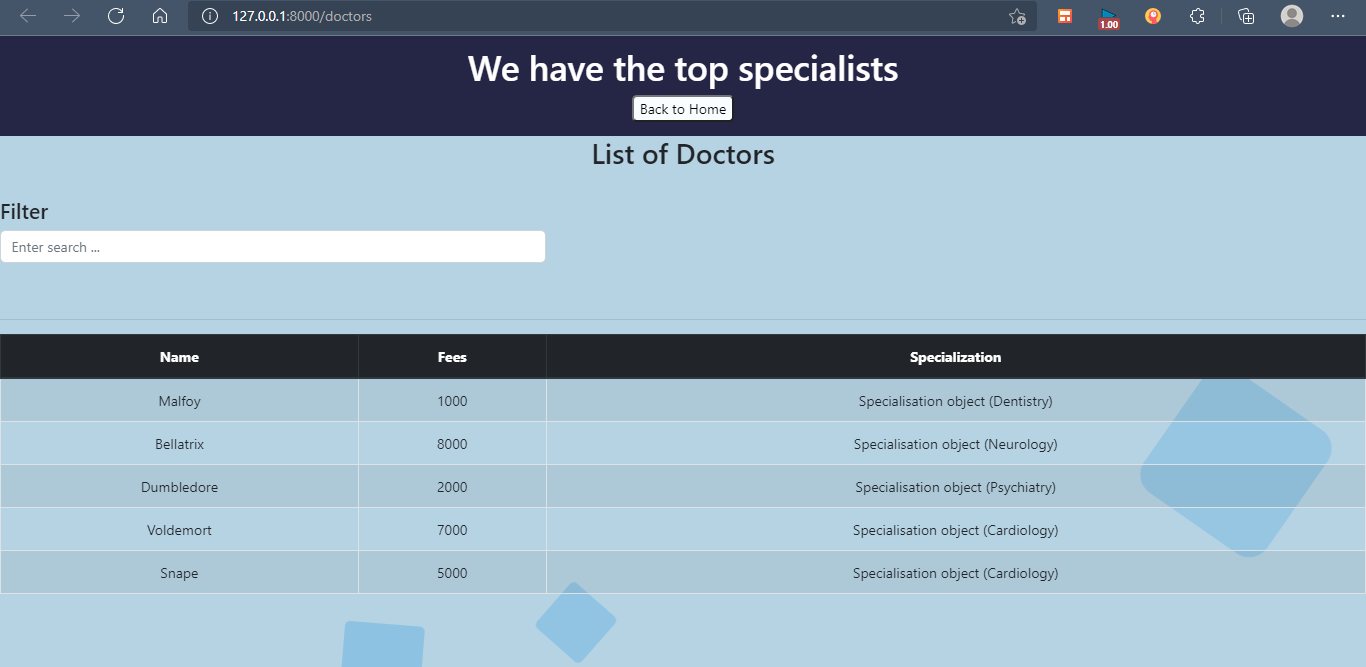 127.0.0.1:8000/doctors
1.00
We have the top specialists
Back to Home
List of Doctors
Filter
Enter search ...
Name Fees Specialization
Malfoy 1000 Specialisation object (Dentistry)
Bellatrix 8000 Specialisation object (Neurology)
Dumbledore 2000 Specialisation object (Psychiatry)
Voldemort 7000 Specialisation object (Cardiology)
Snape 5000 Specialisation object (Cardiology)